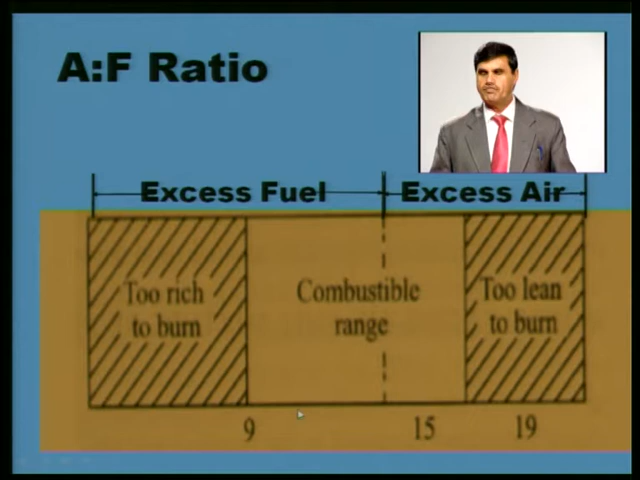 A:F Ratio
Excess Fuel Excess Air
Too rich
to burn
Combustible
range
Too lean
to burn
9 15 19